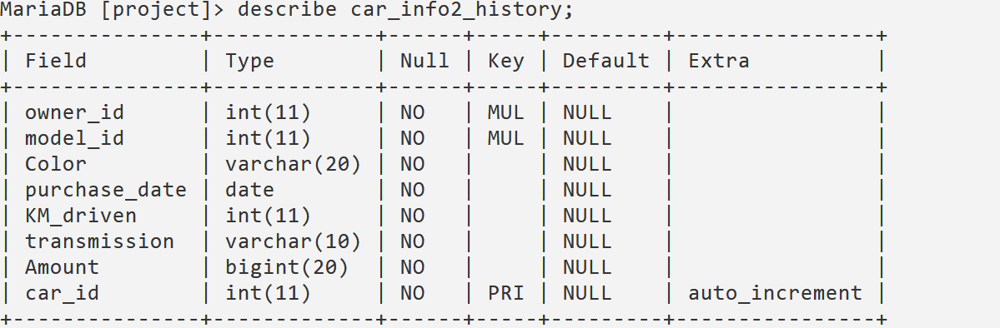 MariaDB [project]> describe car_info2_history;
+---------------+-------------+------+-----+---------+----------------+
| Field         | Type        | Null | Key | Default | Extra          |
+---------------+-------------+------+-----+---------+----------------+
| owner_id      | int(11)     | NO   | MUL | NULL    |                |
| model_id      | int(11)     | NO   | MUL | NULL    |                |
| Color         | varchar(20) | NO   |     | NULL    |                |
| purchase_date | date        | NO   |     | NULL    |                |
| KM_driven     | int(11)     | NO   |     | NULL    |                |
| transmission  | varchar(10) | NO   |     | NULL    |                |
| Amount        | bigint(20)  | NO   |     | NULL    |                |
| car_id        | int(11)     | NO   | PRI | NULL    | auto_increment |
+---------------+-------------+------+-----+---------+----------------+